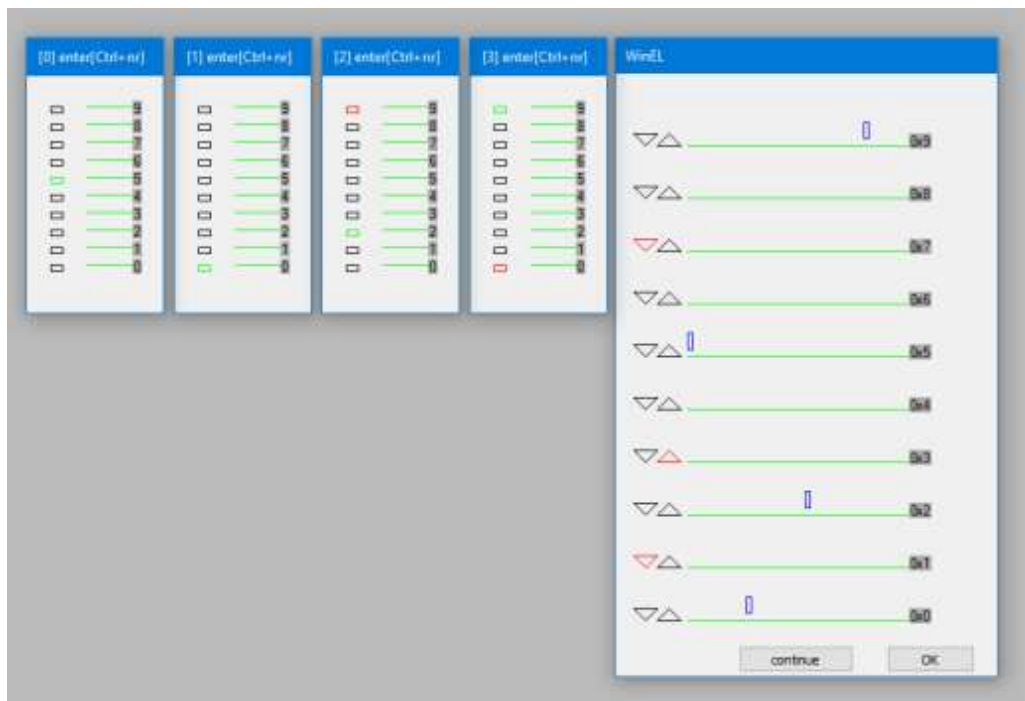 [0] enter[Ctrl+nr]
9
8
7
6
5
4
3
2
1
0
[1] enter[Ctrl+nr]
9
8
7
6
5
4
3
2
1
0
[2] enter[Ctrl+nr]
9
8
7
6
5
4
3
2
1
0
[3] enter[Ctrl+nr]
9
8
7
6
5
4
3
2
1
0
WinEL
0x9
0x8
0x7
0x6
0x5
0x4
0x3
0x2
0x1
0x0
continue OK